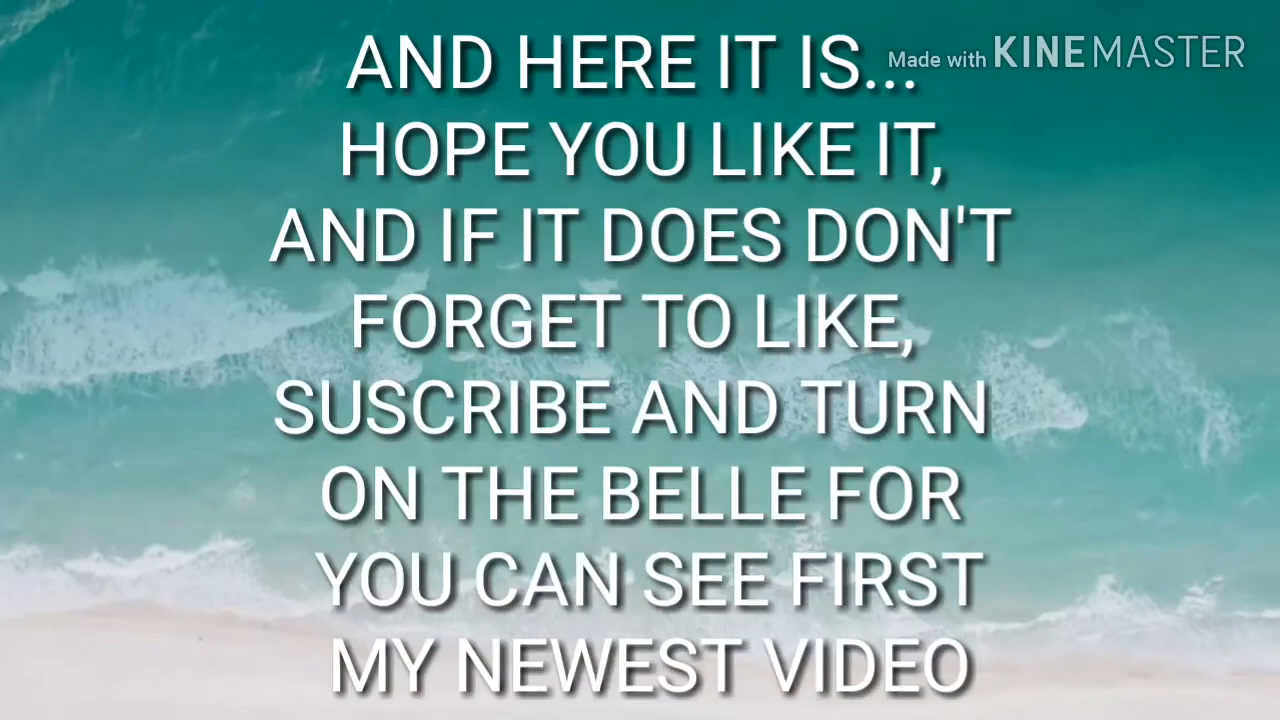 AND HERE IT IS...
Made with KINEMASTER
HOPE YOU LIKE IT,
AND IF IT DOES DON'T
FORGET TO LIKE,
SUSCRIBE AND TURN
ON THE BELLE FOR
YOU CAN SEE FIRST
MY NEWEST VIDEO